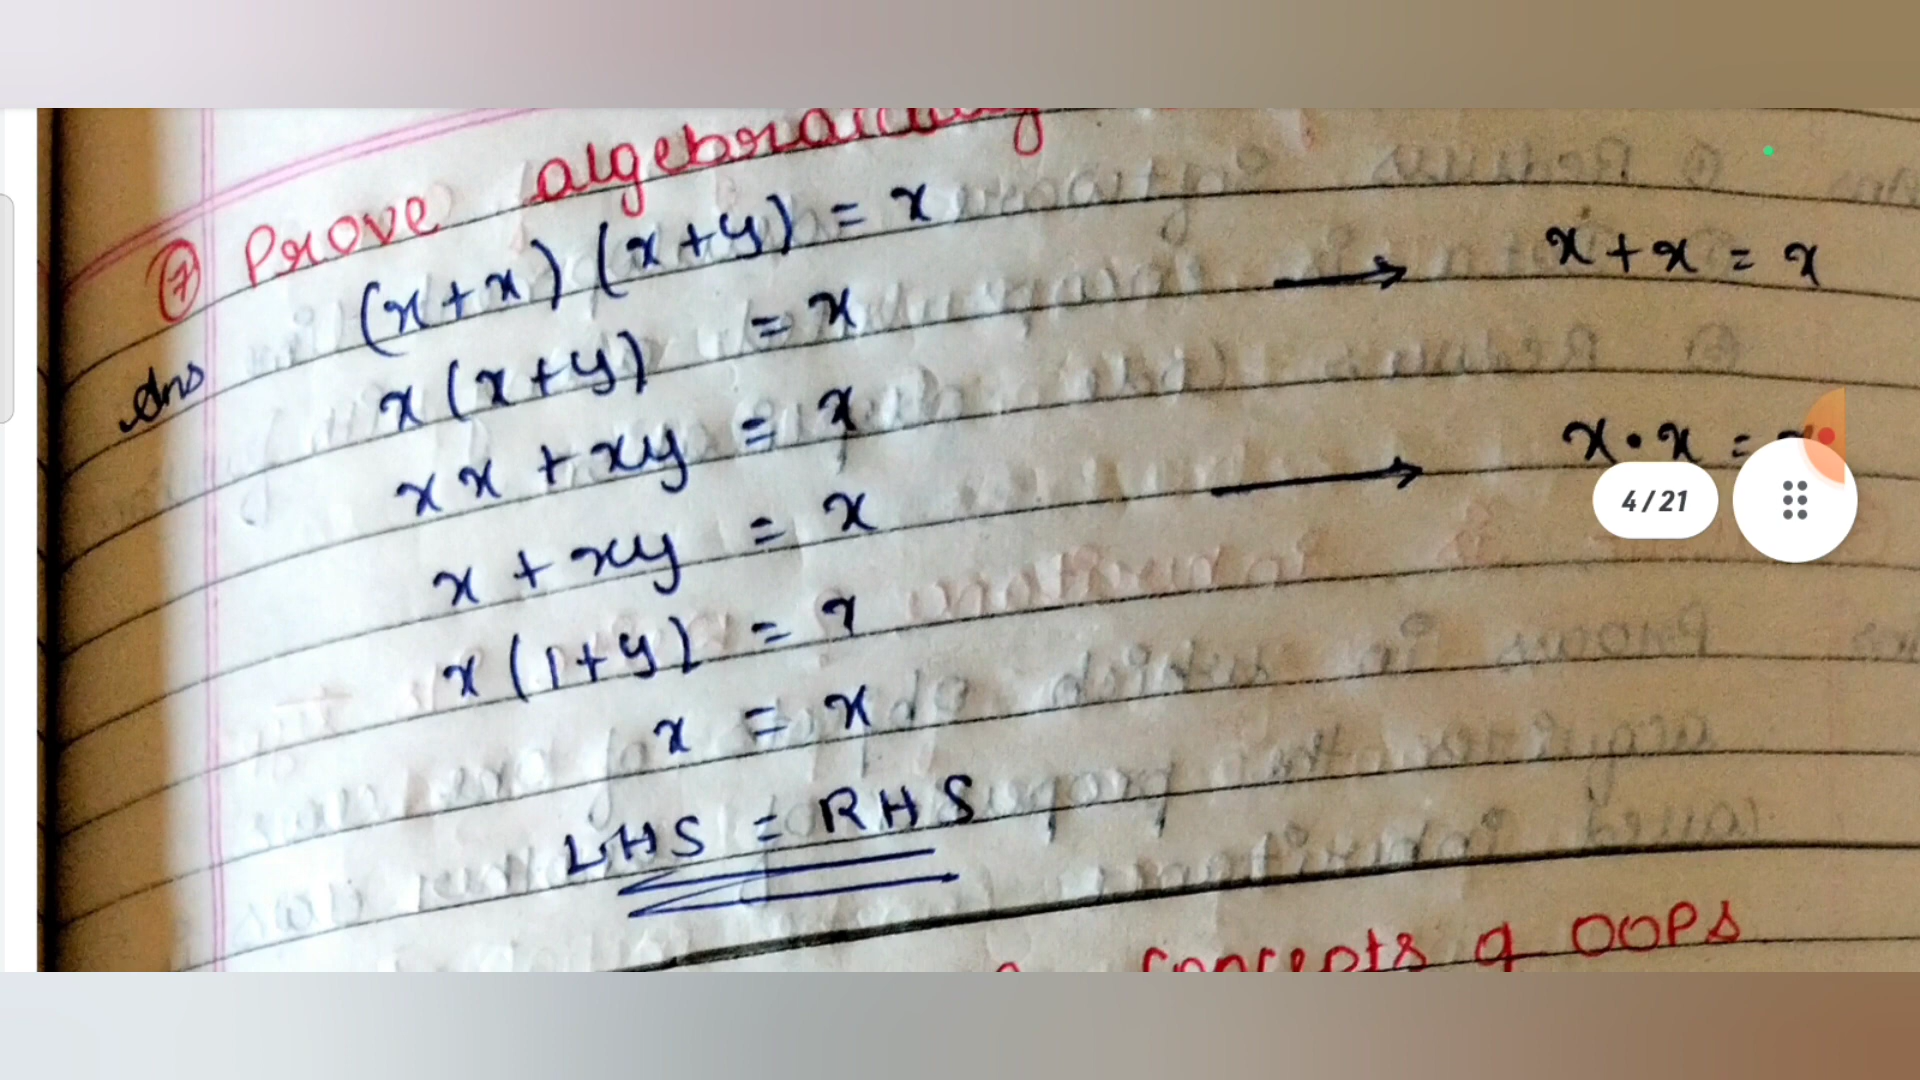 ⑦ Prove algebraically
(x+x) (x+y) = x
Ans x(x+y) = x → x+x = x
xx + xy = x
x + xy = x → x•x =
x(1+y) = x
x = x
LHS = RHS
concepts of OOPs
4/21